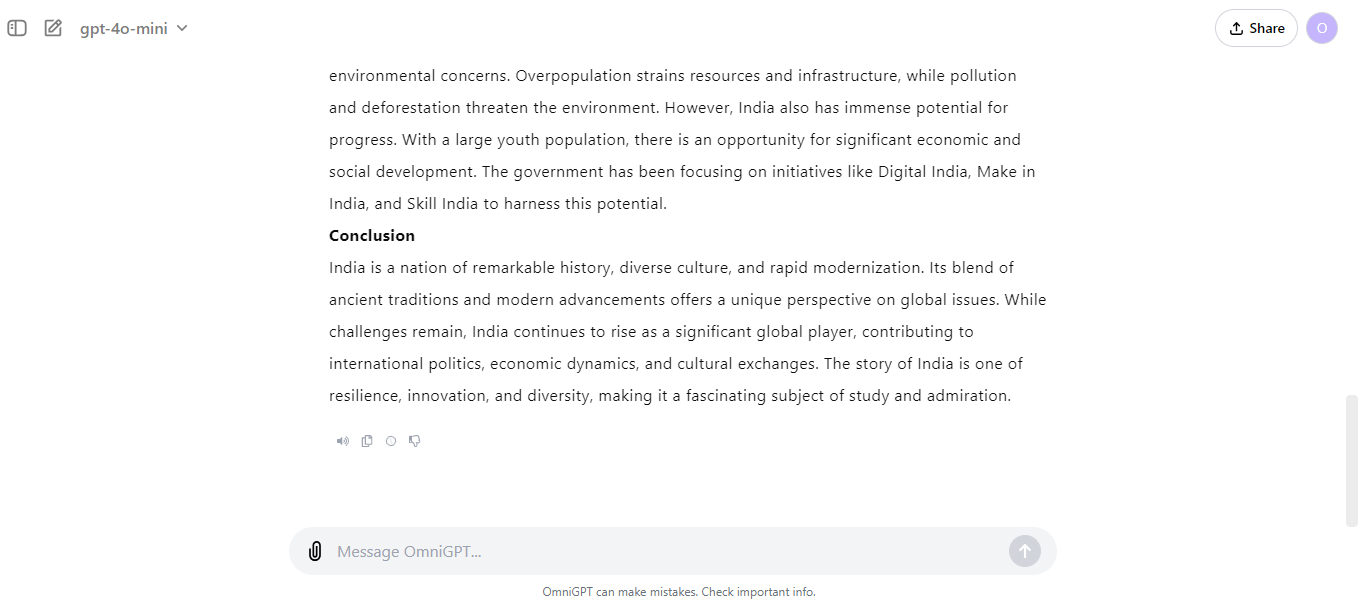 gpt-4o-mini
Share
O
environmental concerns. Overpopulation strains resources and infrastructure, while pollution
and deforestation threaten the environment. However, India also has immense potential for
progress. With a large youth population, there is an opportunity for significant economic and
social development. The government has been focusing on initiatives like Digital India, Make in
India, and Skill India to harness this potential.
Conclusion
India is a nation of remarkable history, diverse culture, and rapid modernization. Its blend of
ancient traditions and modern advancements offers a unique perspective on global issues. While
challenges remain, India continues to rise as a significant global player, contributing to
international politics, economic dynamics, and cultural exchanges. The story of India is one of
resilience, innovation, and diversity, making it a fascinating subject of study and admiration.
Message OmniGPT...
OmniGPT can make mistakes. Check important info.